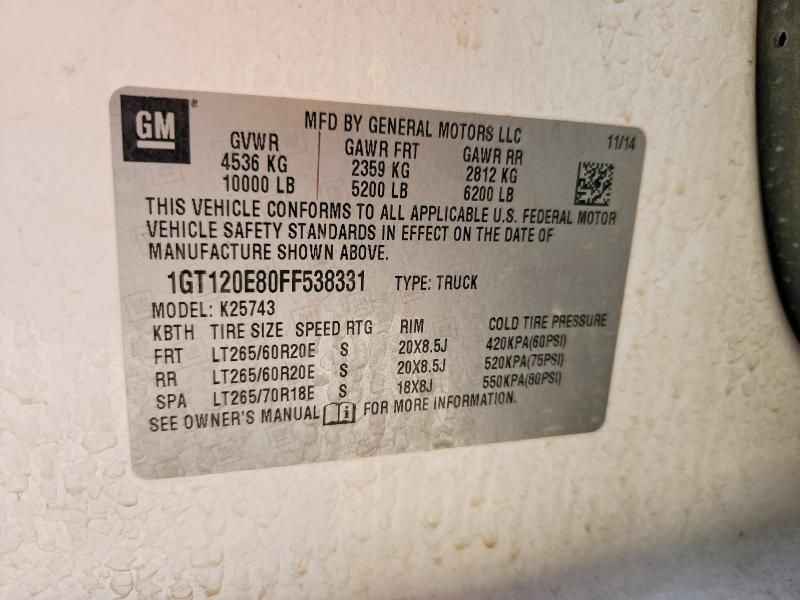 GM
MFD BY GENERAL MOTORS LLC
11/14
GVWR GAWR FRT GAWR RR
4536 KG 2359 KG 2812 KG
10000 LB 5200 LB 6200 LB
THIS VEHICLE CONFORMS TO ALL APPLICABLE U.S. FEDERAL MOTOR
VEHICLE SAFETY STANDARDS IN EFFECT ON THE DATE OF
MANUFACTURE SHOWN ABOVE.
1GT120E80FF538331 TYPE: TRUCK
MODEL: K25743
KBTH TIRE SIZE SPEED RTG RIM COLD TIRE PRESSURE
FRT LT265/60R20E S 20X8.5J 420KPA(60PSI)
RR LT265/60R20E S 20X8.5J 520KPA(75PSI)
SPA LT265/70R18E S 18X8J 550KPA(80PSI)
SEE OWNER'S MANUAL FOR MORE INFORMATION.